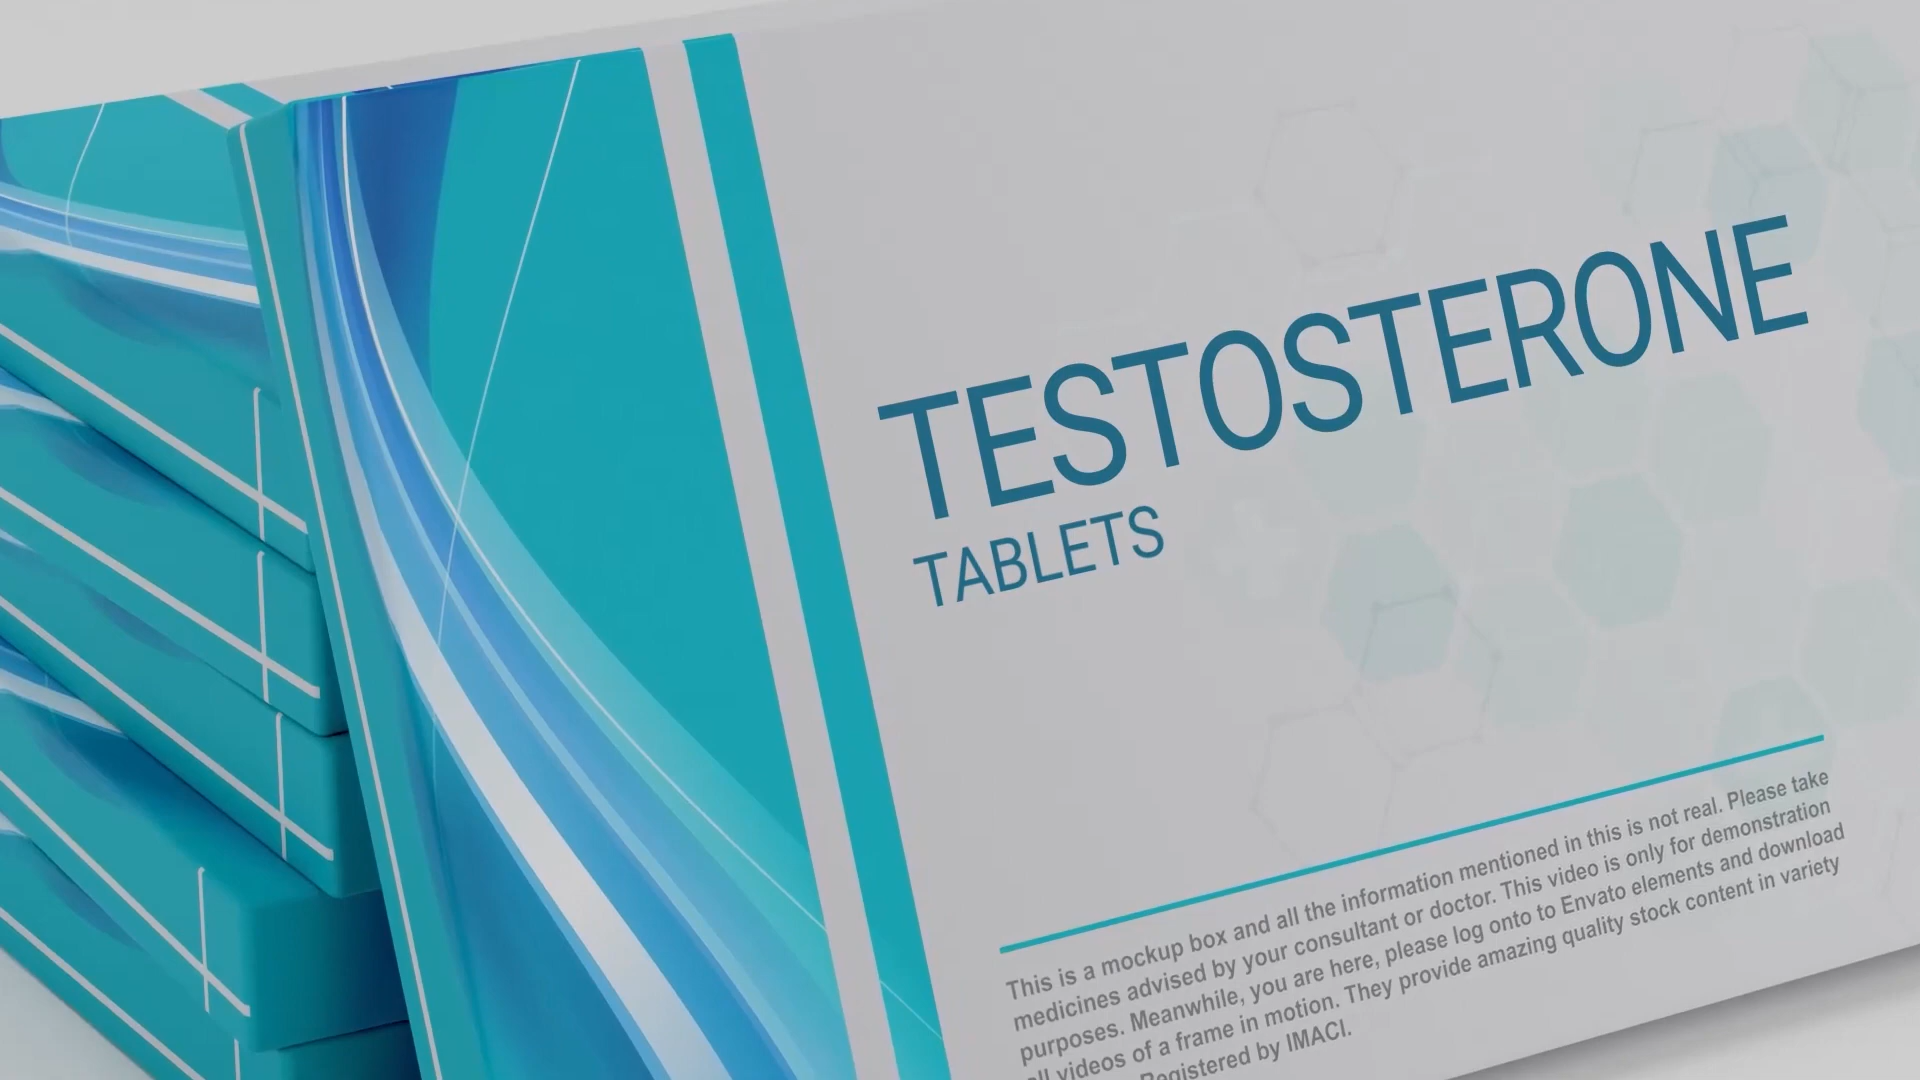 TESTOSTERONE
TABLETS
This is a mockup box and all the information mentioned in this is not real. Please take
medicines advised by your consultant or doctor. This video is only for demonstration
purposes. Meanwhile, you are here, please log onto to Envato elements and download
all videos of a frame in motion. They provide amazing quality stock content in variety
Registered by IMACI.